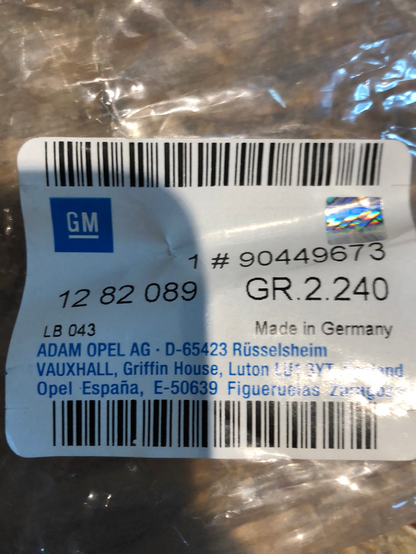 GM
1 # 90449673
12 82 089 GR.2.240
LB 043 Made in Germany
ADAM OPEL AG · D-65423 Rüsselsheim
VAUXHALL, Griffin House, Luton
Opel España, E-50639 Figueruelas